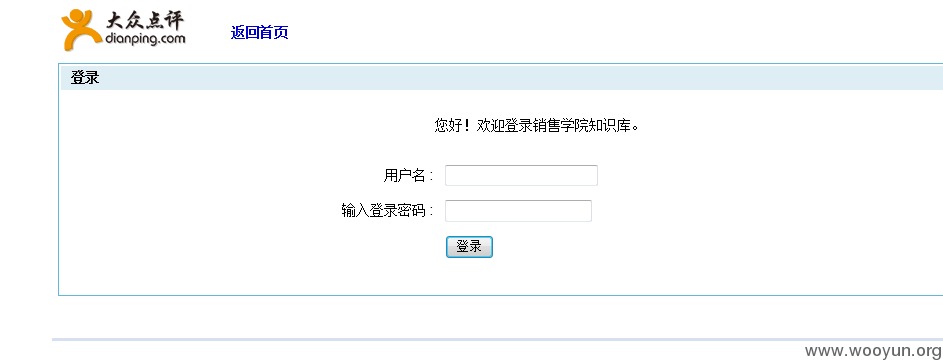 大众点评
dianping.com
返回首页
登录
您好！欢迎登录销售学院知识库。
用户名：
输入登录密码：
登录
www.wooyun.org